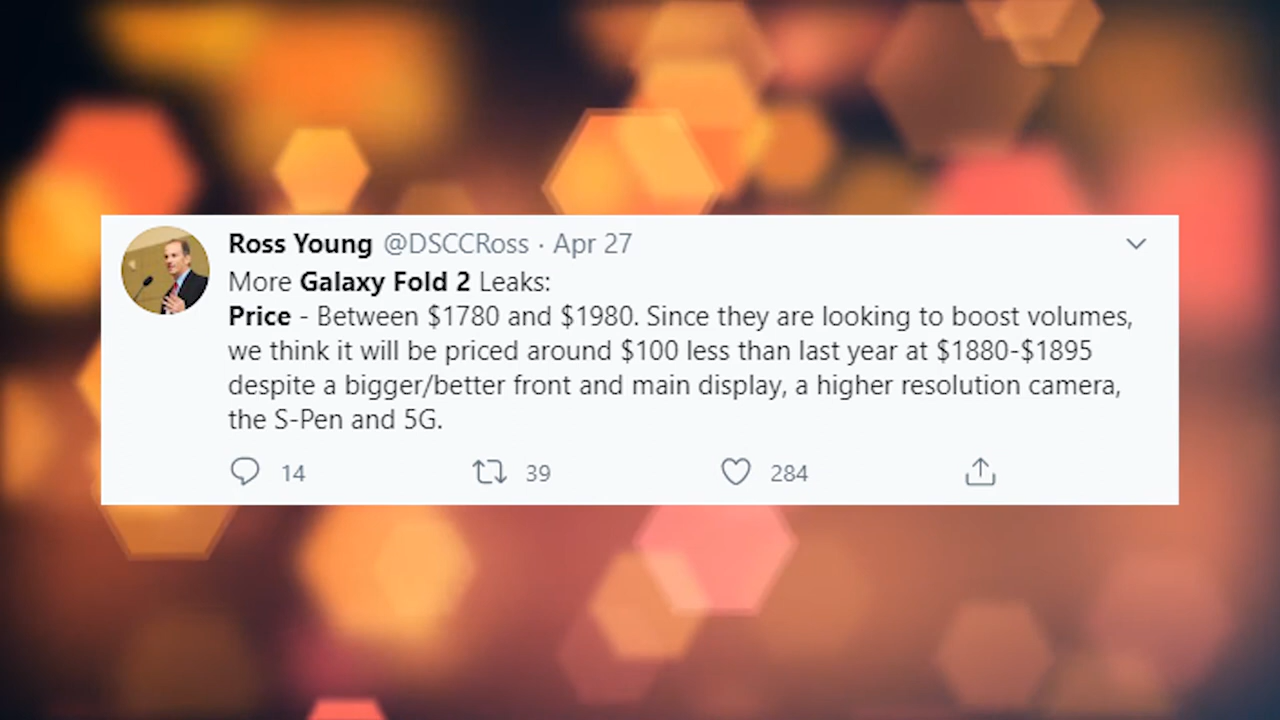 Ross Young @DSCCRoss · Apr 27
More Galaxy Fold 2 Leaks:
Price - Between $1780 and $1980. Since they are looking to boost volumes,
we think it will be priced around $100 less than last year at $1880-$1895
despite a bigger/better front and main display, a higher resolution camera,
the S-Pen and 5G.
14 39 284